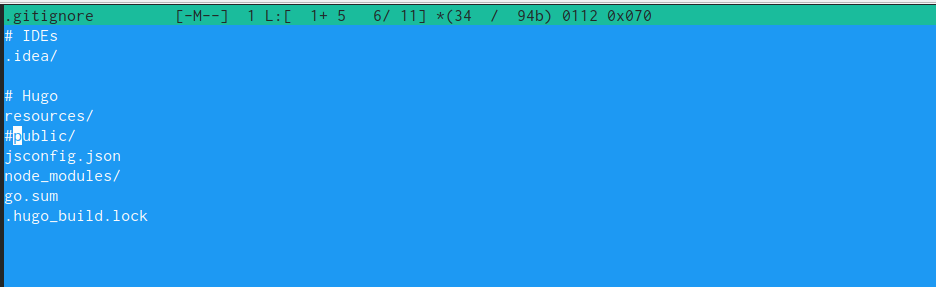 .gitignore [-M--] 1 L:[ 1+ 5 6/ 11] *(34 / 94b) 0112 0x070
# IDEs
.idea/

# Hugo
resources/
#public/
jsconfig.json
node_modules/
go.sum
.hugo_build.lock